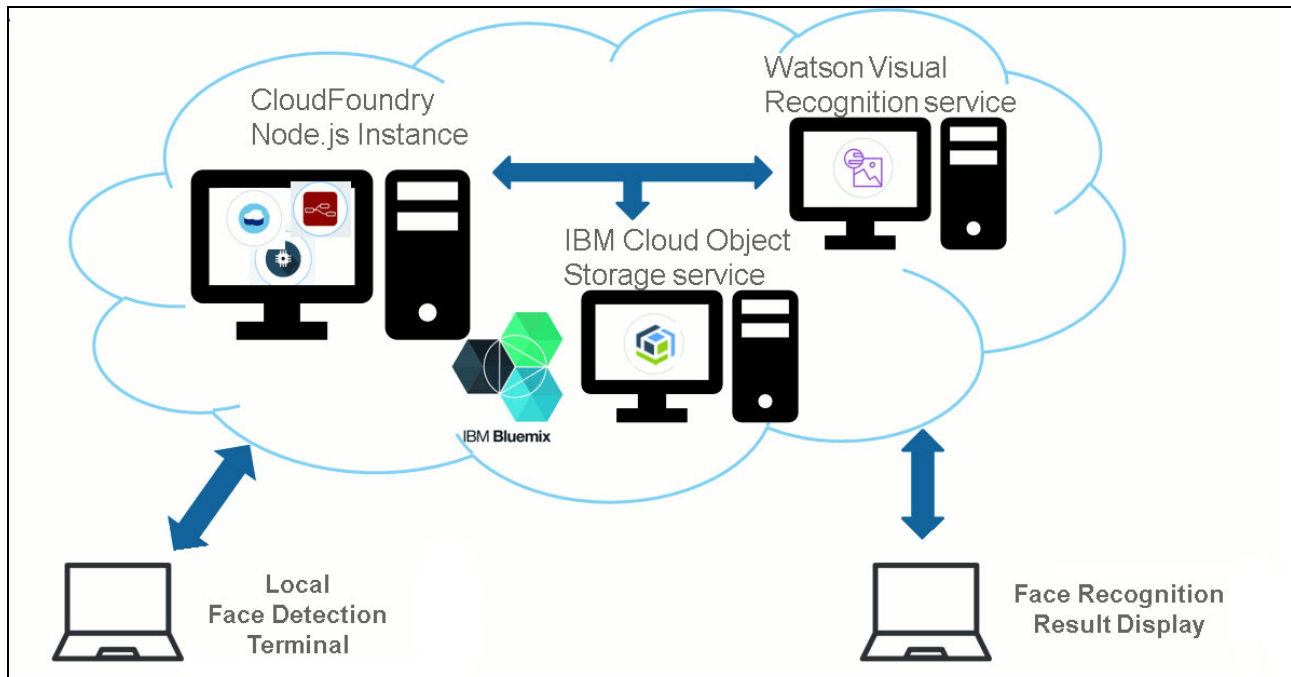 CloudFoundry
Node.js Instance
Watson Visual
Recognition service
IBM Cloud Object
Storage service
IBM Bluemix
Local
Face Detection
Terminal
Face Recognition
Result Display